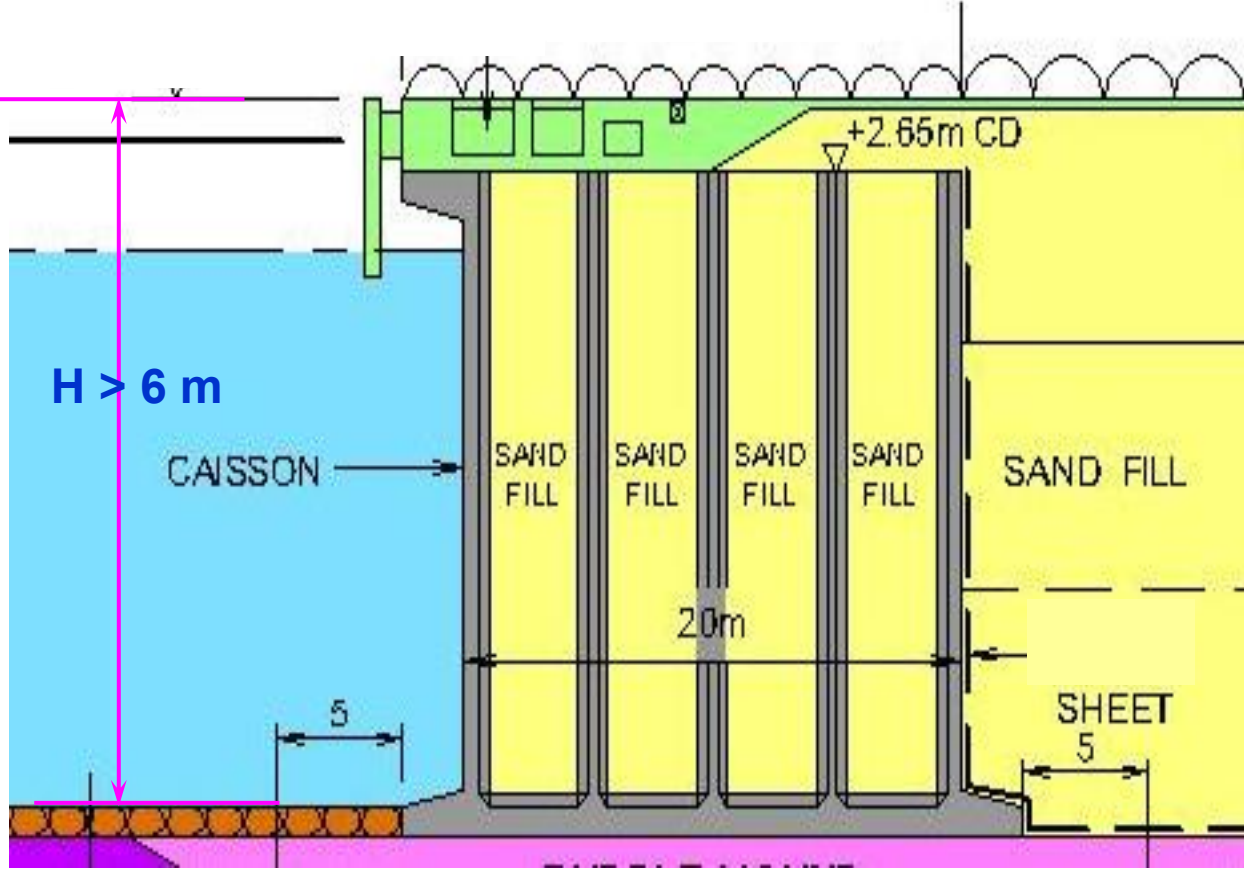 +2.65m CD
H > 6 m
CAISSON
SAND
FILL
SAND
FILL
SAND
FILL
SAND
FILL
SAND FILL
20m
5
SHEET
5